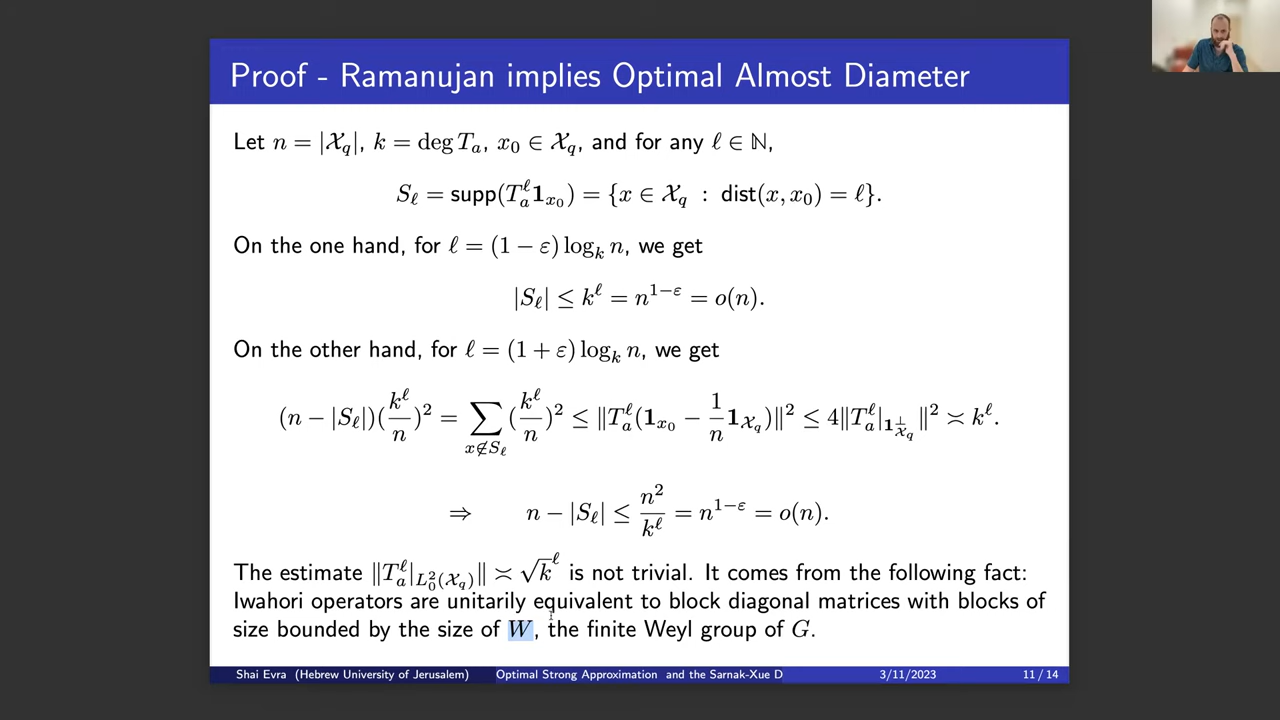 Proof - Ramanujan implies Optimal Almost Diameter
Let n = |𝒳_q|, k = deg T_a, x_0 ∈ 𝒳_q, and for any ℓ ∈ ℕ,
S_ℓ = supp(T_a^ℓ 𝟏_{x_0}) = {x ∈ 𝒳_q : dist(x, x_0) = ℓ}.
On the one hand, for ℓ = (1 − ε) log_k n, we get
|S_ℓ| ≤ k^ℓ = n^{1−ε} = o(n).
On the other hand, for ℓ = (1 + ε) log_k n, we get
(n − |S_ℓ|)(k^ℓ/n)^2 = ∑_{x∉S_ℓ} (k^ℓ/n)^2 ≤ ‖T_a^ℓ(𝟏_{x_0} − 1/n 𝟏_{𝒳_q})‖^2 ≤ 4‖T_a^ℓ|_{𝟏_{𝒳_q}^⊥}‖^2 ≍ k^ℓ.
⇒ n − |S_ℓ| ≤ n^2/k^ℓ = n^{1−ε} = o(n).
The estimate ‖T_a^ℓ|_{L_0^2(𝒳_q)}‖ ≍ √k^ℓ is not trivial. It comes from the following fact:
Iwahori operators are unitarily equivalent to block diagonal matrices with blocks of
size bounded by the size of W, the finite Weyl group of G.
Shai Evra (Hebrew University of Jerusalem) Optimal Strong Approximation and the Sarnak-Xue D 3/11/2023 11 / 14